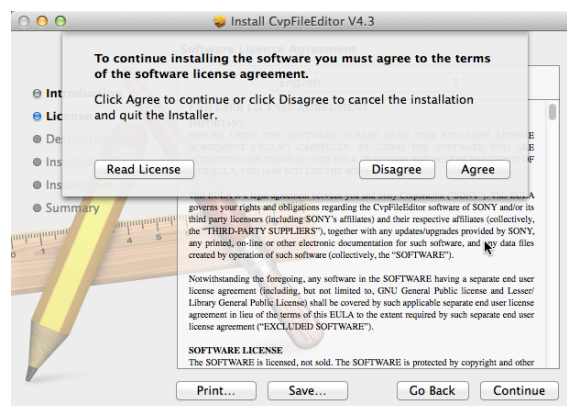 Install CvpFileEditor V4.3
Software License Agreement
To continue installing the software you must agree to the terms
of the software license agreement.
English
Click Agree to continue or click Disagree to cancel the installation
and quit the Installer.
Read License
Disagree
Agree
Summary
governs your rights and obligations regarding the CvpFileEditor software of SONY and/or its
third party licensors (including SONY's affiliates) and their respective affiliates (collectively,
the "THIRD-PARTY SUPPLIERS"), together with any updates/upgrades provided by SONY,
any printed, on-line or other electronic documentation for such software, and any data files
created by operation of such software (collectively, the "SOFTWARE").
Notwithstanding the foregoing, any software in the SOFTWARE having a separate end user
license agreement (including, but not limited to, GNU General Public license and Lesser/
Library General Public License) shall be covered by such applicable separate end user license
agreement in lieu of the terms of this EULA to the extent required by such separate end user
license agreement ("EXCLUDED SOFTWARE").
SOFTWARE LICENSE
The SOFTWARE is licensed, not sold. The SOFTWARE is protected by copyright and other
0
4
5
Print...
Save...
Go Back
Continue